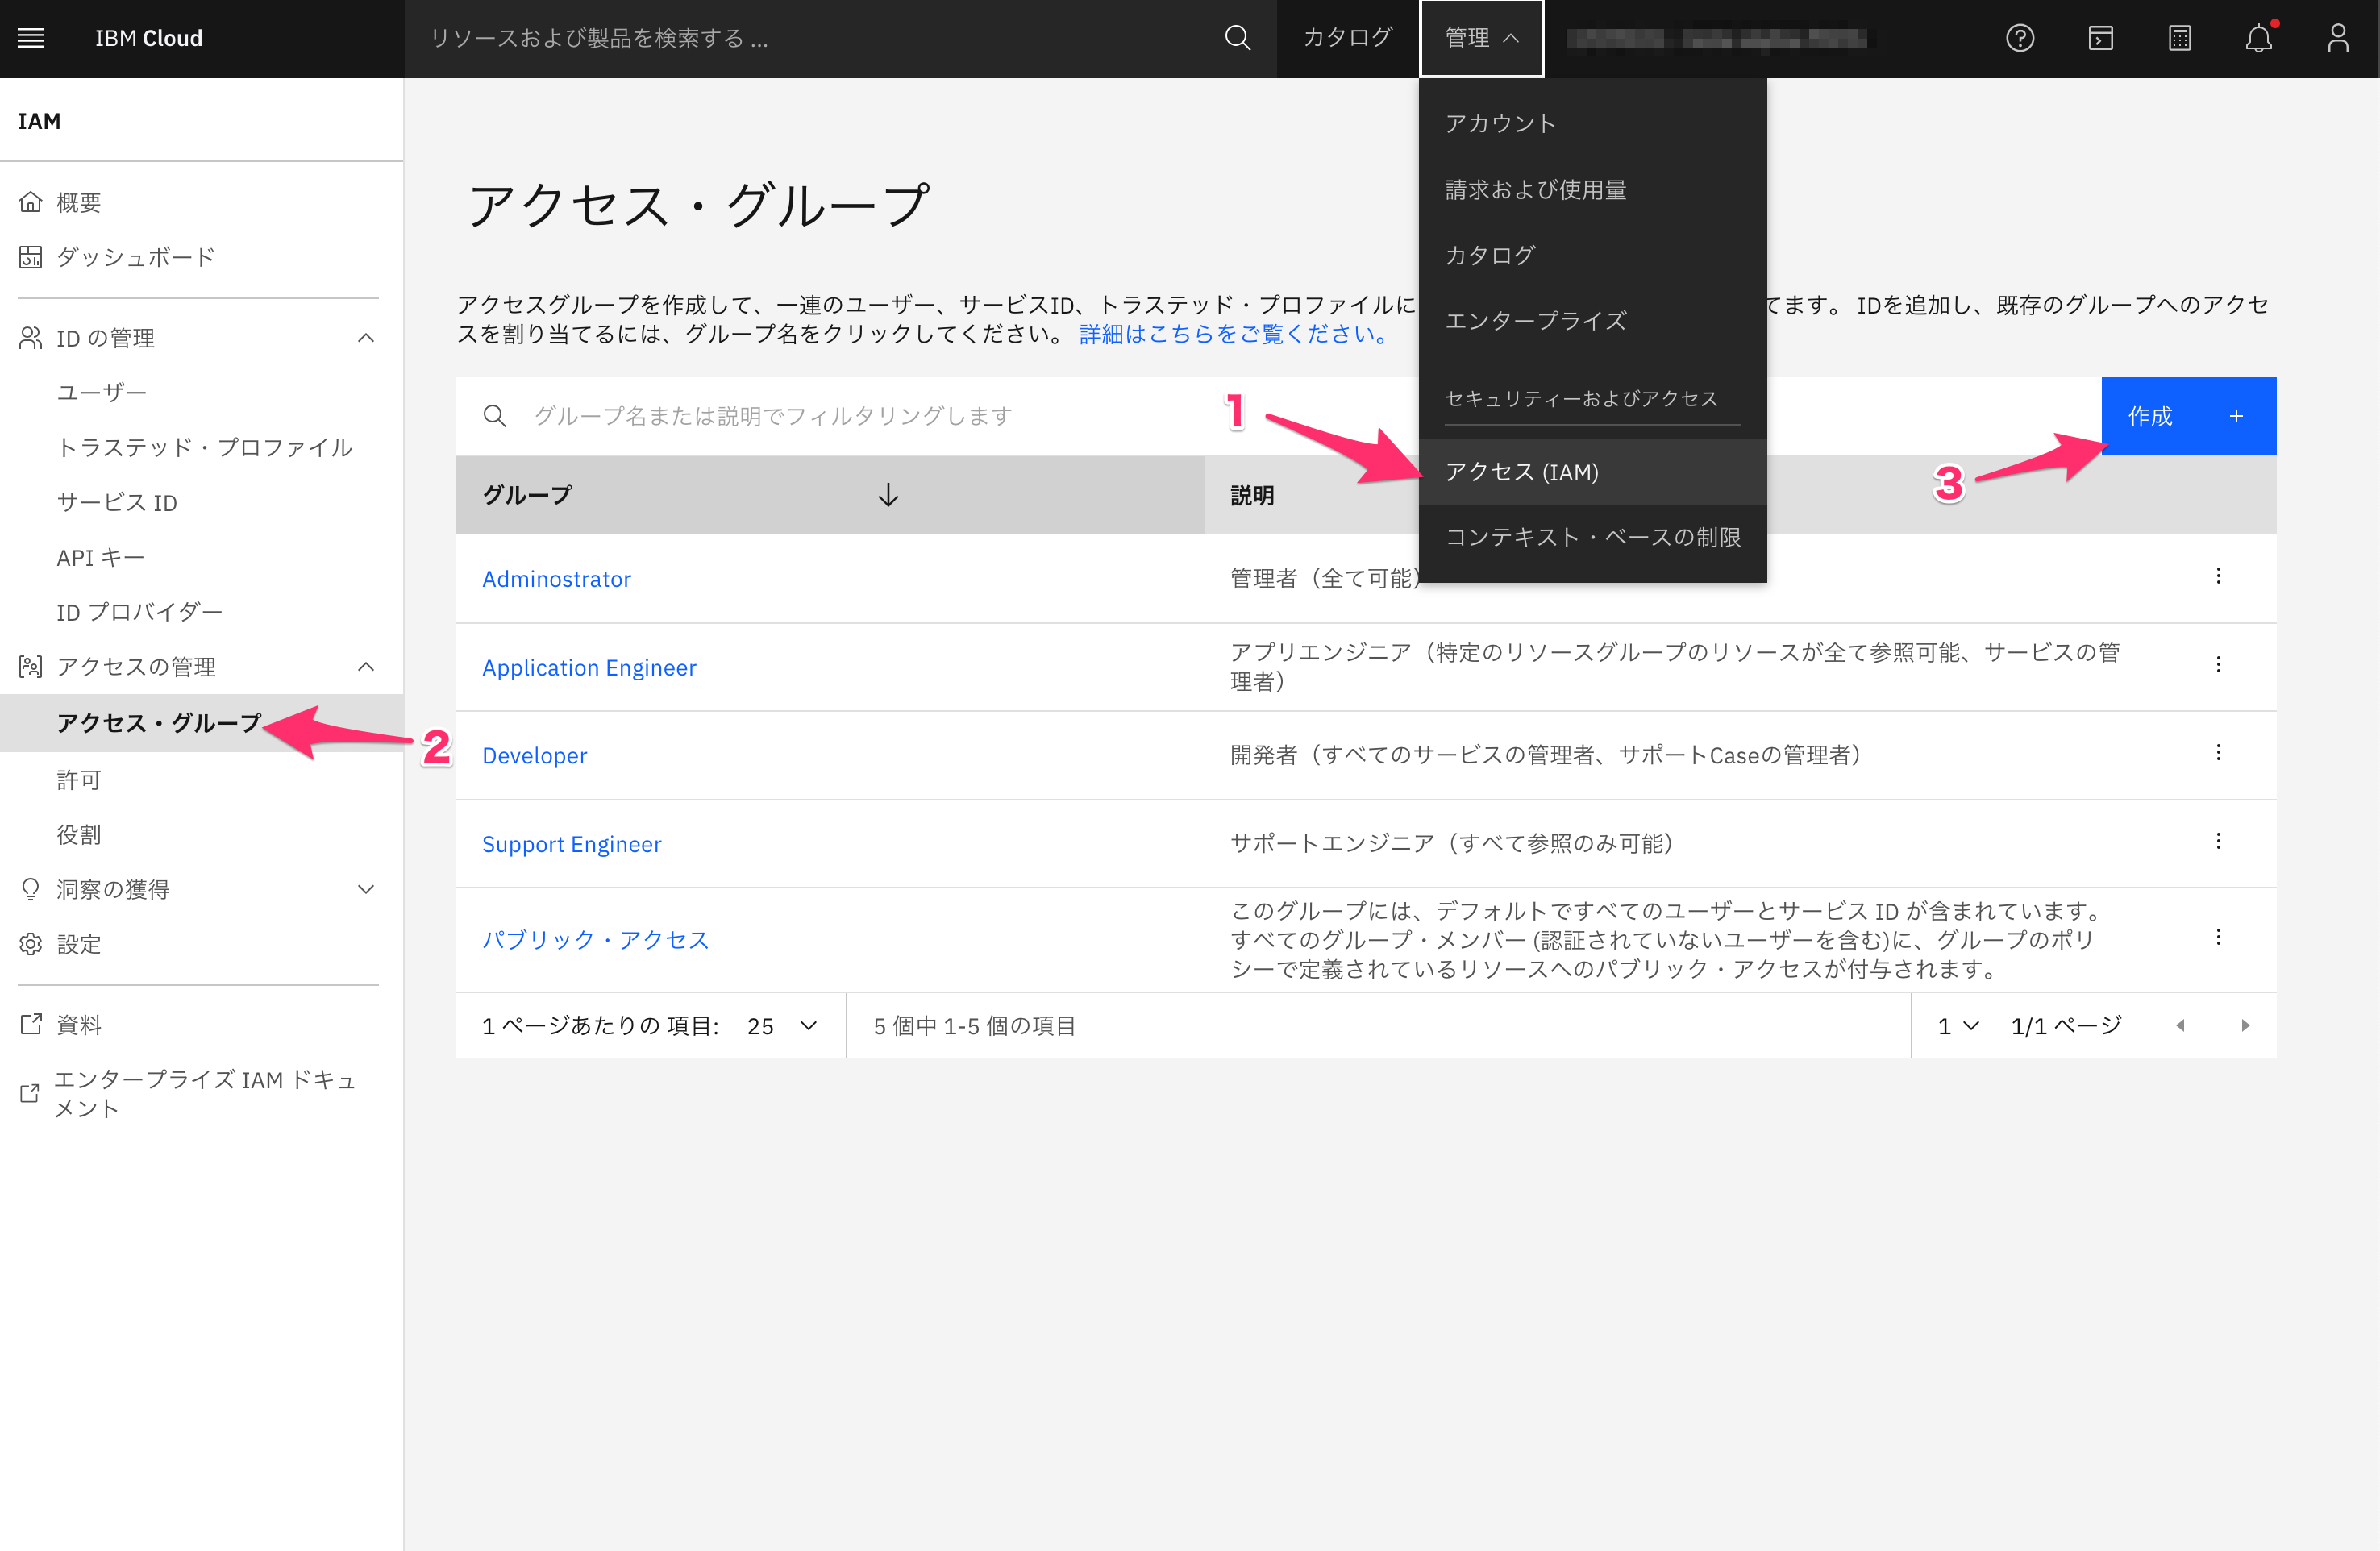 IBM Cloud
リソースおよび製品を検索する ...
カタログ
管理
IAM
概要
ダッシュボード
ID の管理
ユーザー
トラステッド・プロファイル
サービス ID
API キー
ID プロバイダー
アクセスの管理
アクセス・グループ
許可
役割
洞察の獲得
設定
資料
エンタープライズ IAM ドキュ
メント
アカウント
請求および使用量
カタログ
エンタープライズ
セキュリティーおよびアクセス
アクセス (IAM)
コンテキスト・ベースの制限
1
2
3
アクセス・グループ
アクセスグループを作成して、一連のユーザー、サービスID、トラステッド・プロファイルに
てます。 IDを追加し、既存のグループへのアクセ
スを割り当てるには、グループ名をクリックしてください。 詳細はこちらをご覧ください。
グループ名または説明でフィルタリングします
作成 +
グループ
説明
Adminostrator
管理者（全て可能）
Application Engineer
アプリエンジニア（特定のリソースグループのリソースが全て参照可能、サービスの管
理者）
Developer
開発者（すべてのサービスの管理者、サポートCaseの管理者）
Support Engineer
サポートエンジニア（すべて参照のみ可能）
パブリック・アクセス
このグループには、デフォルトですべてのユーザーとサービス ID が含まれています。
すべてのグループ・メンバー (認証されていないユーザーを含む)に、グループのポリ
シーで定義されているリソースへのパブリック・アクセスが付与されます。
1 ページあたりの 項目: 25
5 個中 1-5 個の項目
1
1/1 ページ